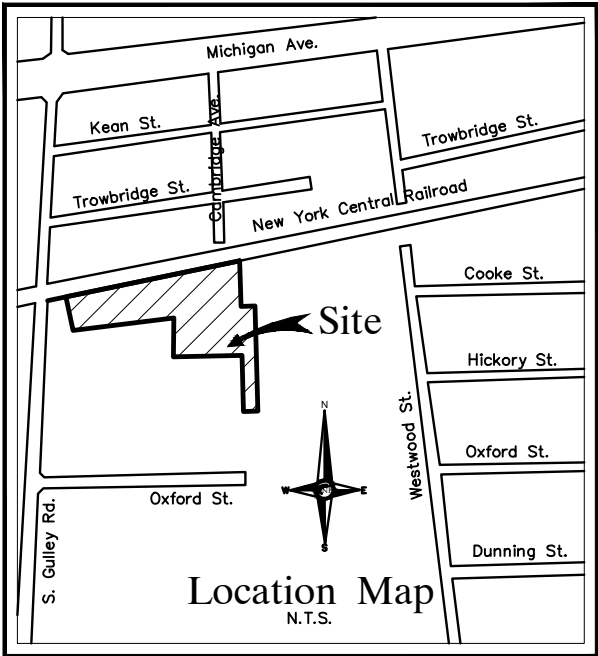 Michigan Ave.
Kean St.
Cambridge Ave.
Trowbridge St.
Trowbridge St.
New York Central Railroad
Cooke St.
Site
Hickory St.
Westwood St.
N
W
E
S
Oxford St.
Oxford St.
S. Gulley Rd.
Dunning St.
Location Map
N.T.S.